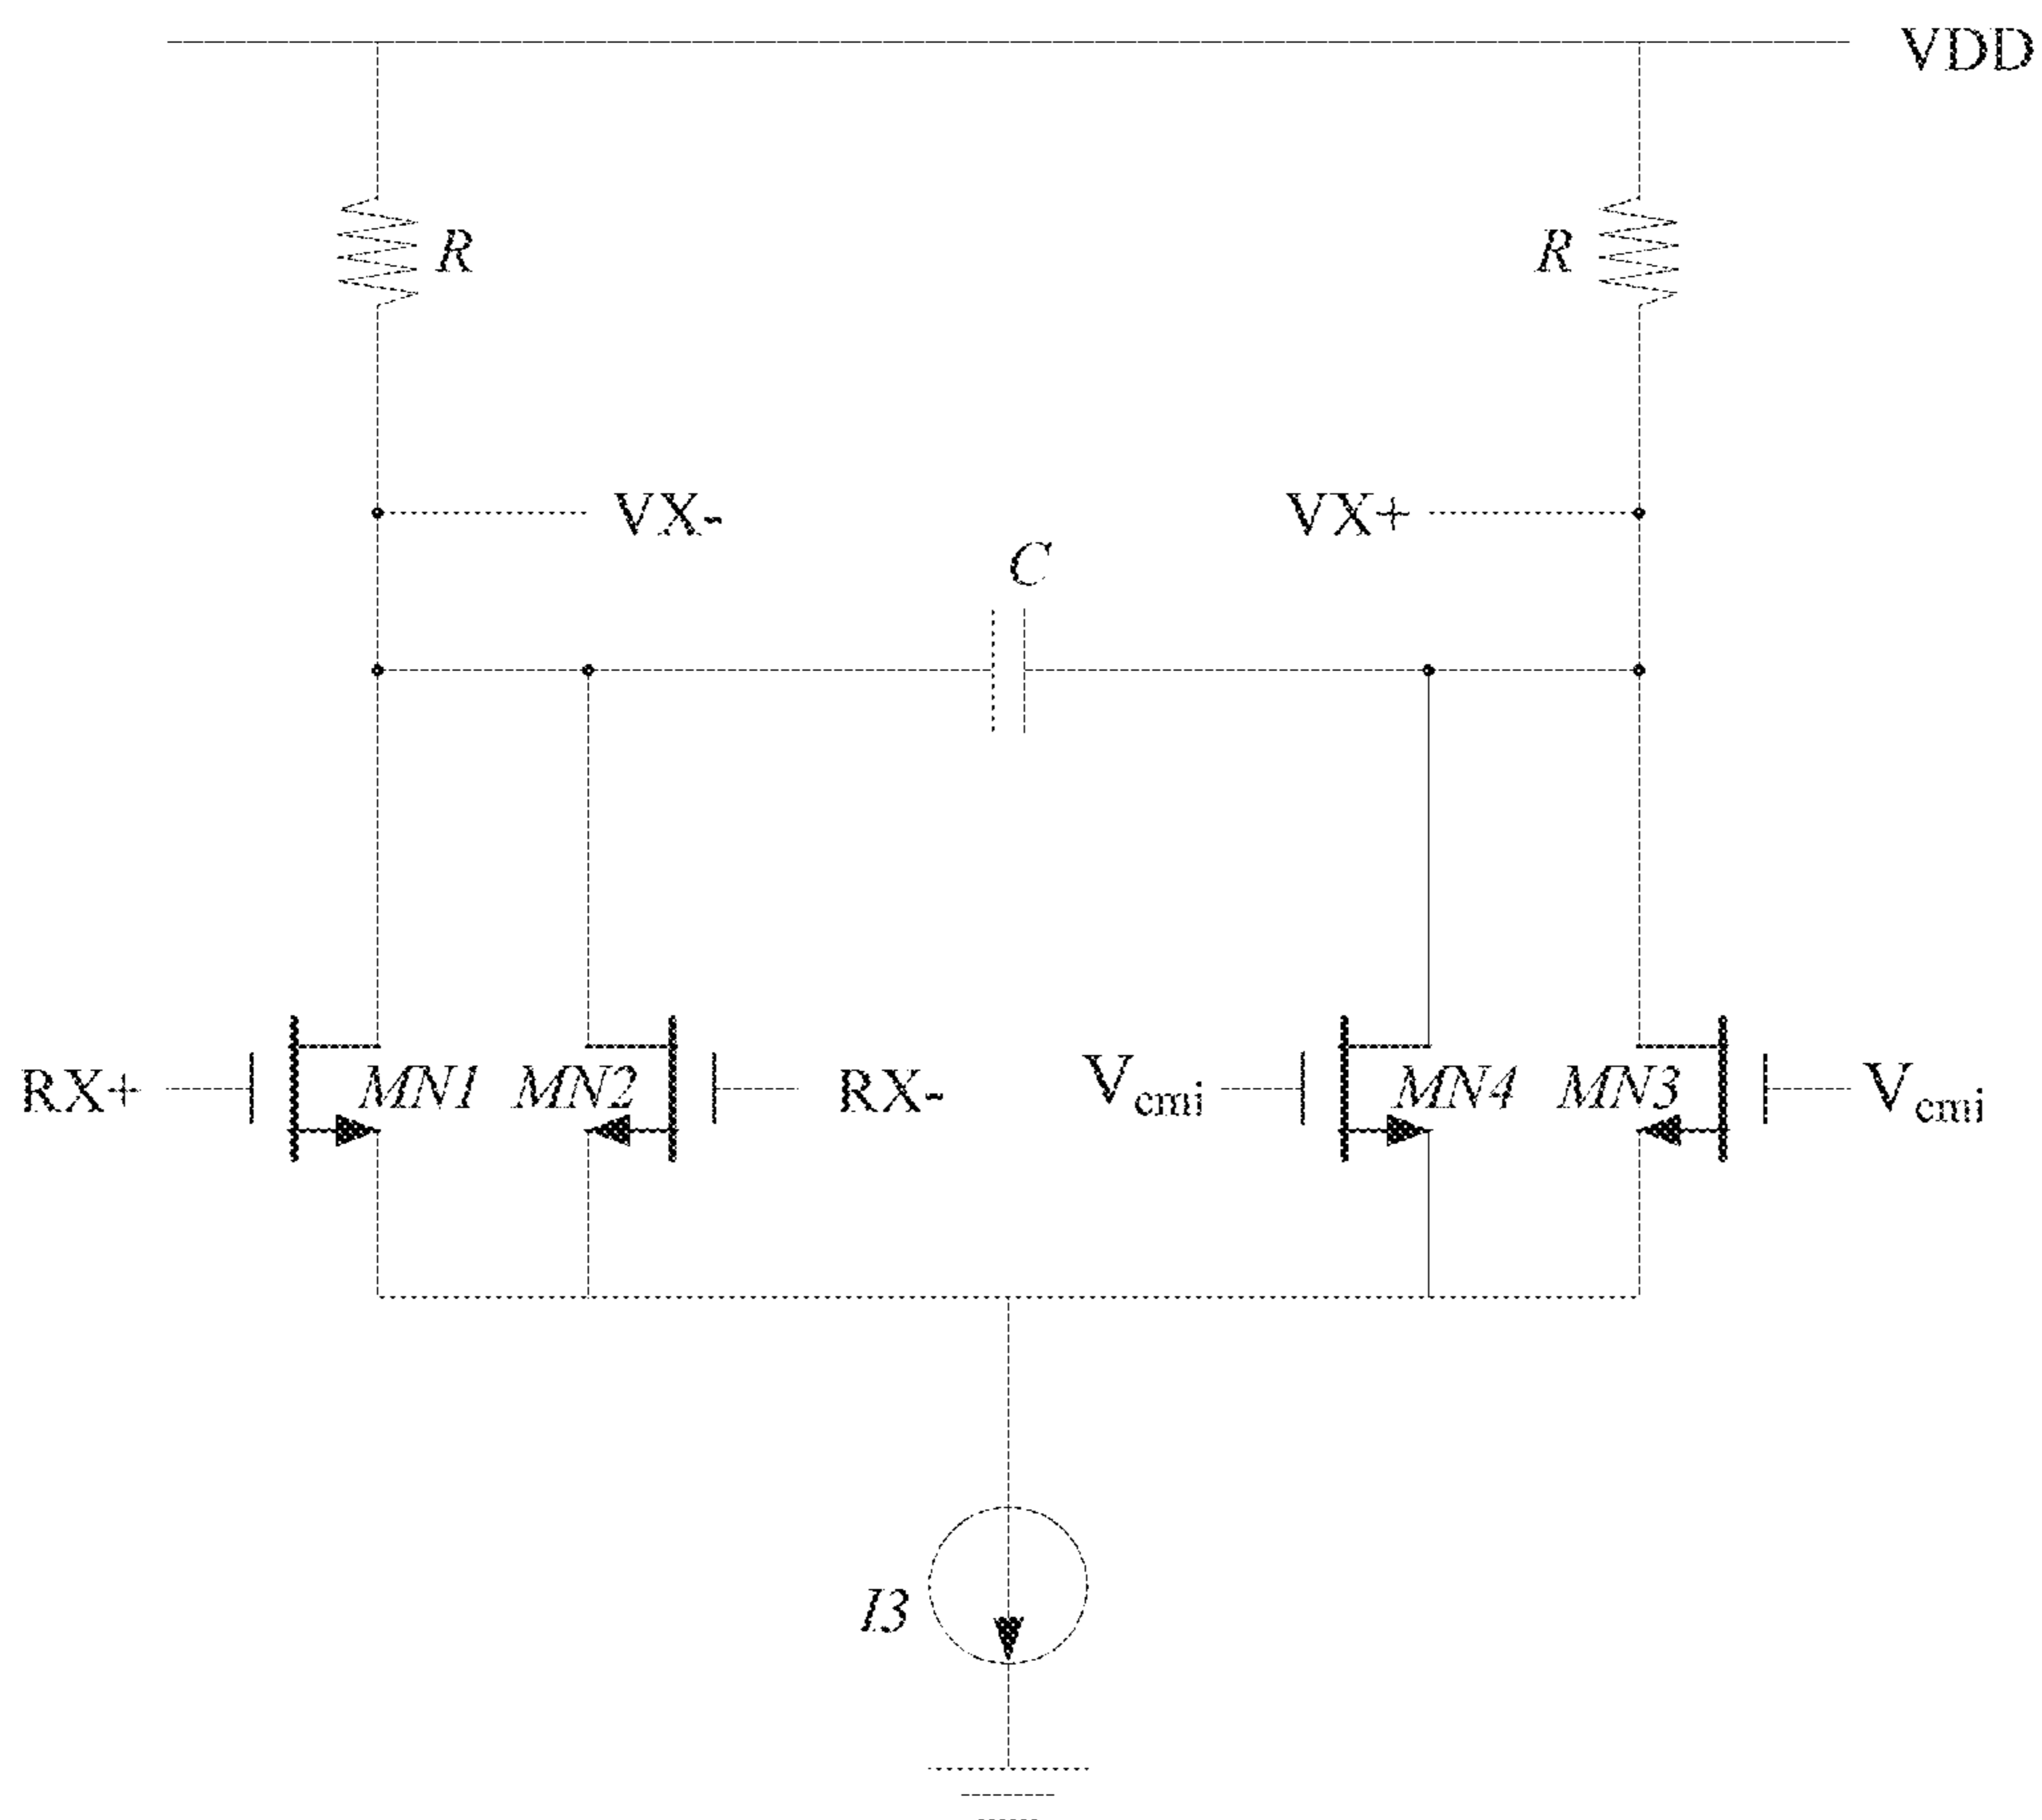 VDD
R
R
VX-
VX+
C
RX+
MN1
MN2
RX-
Vcmi
MN4
MN3
Vcmi
I3